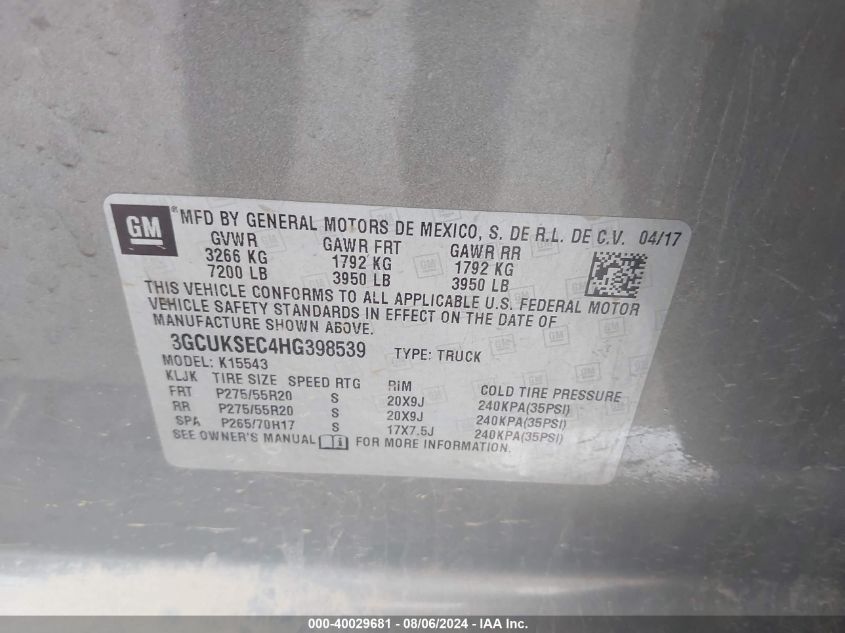 GM ® MFD BY GENERAL MOTORS DE MEXICO, S. DE R.L. DE C.V. 04/17
GVWR GAWR FRT GAWR RR
3266 KG 1792 KG 1792 KG
7200 LB 3950 LB 3950 LB
THIS VEHICLE CONFORMS TO ALL APPLICABLE U.S. FEDERAL MOTOR
VEHICLE SAFETY STANDARDS IN EFFECT ON THE DATE OF
MANUFACTURE SHOWN ABOVE.
3GCUKSEC4HG398539 TYPE: TRUCK
MODEL: K15543
KLJK TIRE SIZE SPEED RTG RIM COLD TIRE PRESSURE
FRT P275/55R20 S 20X9J 240KPA(35PSI)
RR P275/55R20 S 20X9J 240KPA(35PSI)
SPA P265/70H17 S 17X7.5J 240KPA(35PSI)
SEE OWNER'S MANUAL FOR MORE INFORMATION.
000-40029681 - 08/06/2024 - IAA Inc.